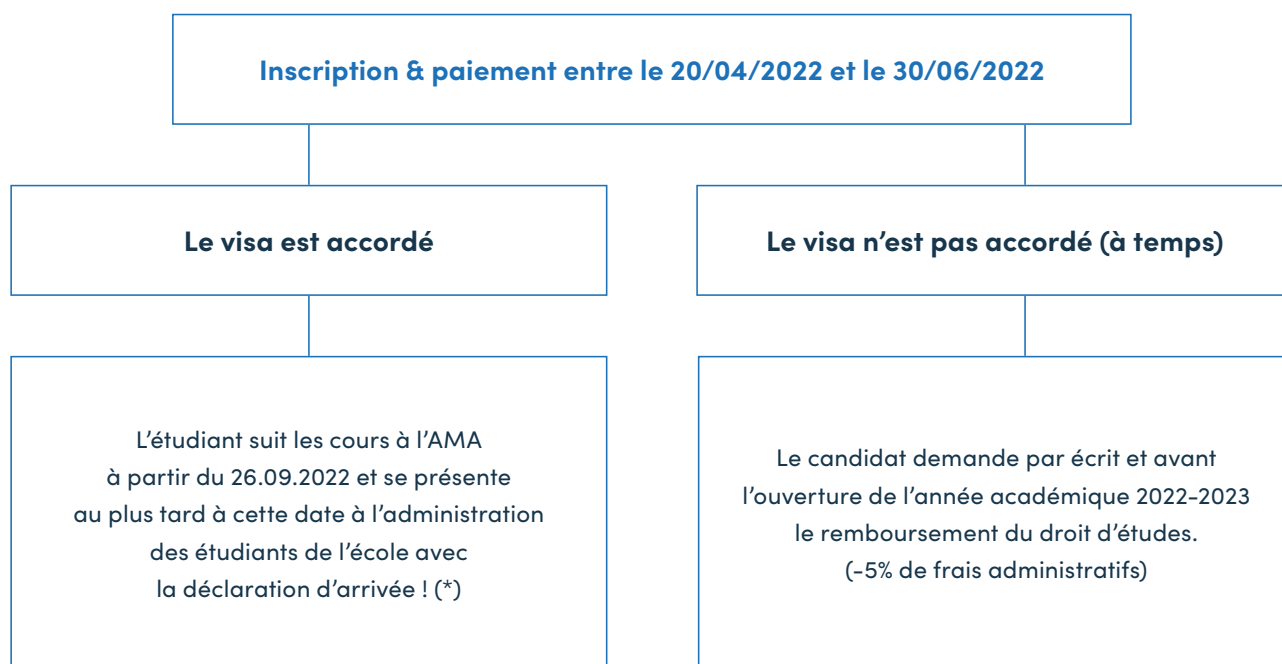 Inscription & paiement entre le 20/04/2022 et le 30/06/2022
Le visa est accordé
Le visa n’est pas accordé (à temps)
L’étudiant suit les cours à l’AMA
à partir du 26.09.2022 et se présente
au plus tard à cette date à l’administration
des étudiants de l’école avec
la déclaration d’arrivée ! (*)
Le candidat demande par écrit et avant
l’ouverture de l’année académique 2022-2023
le remboursement du droit d’études.
(-5% de frais administratifs)